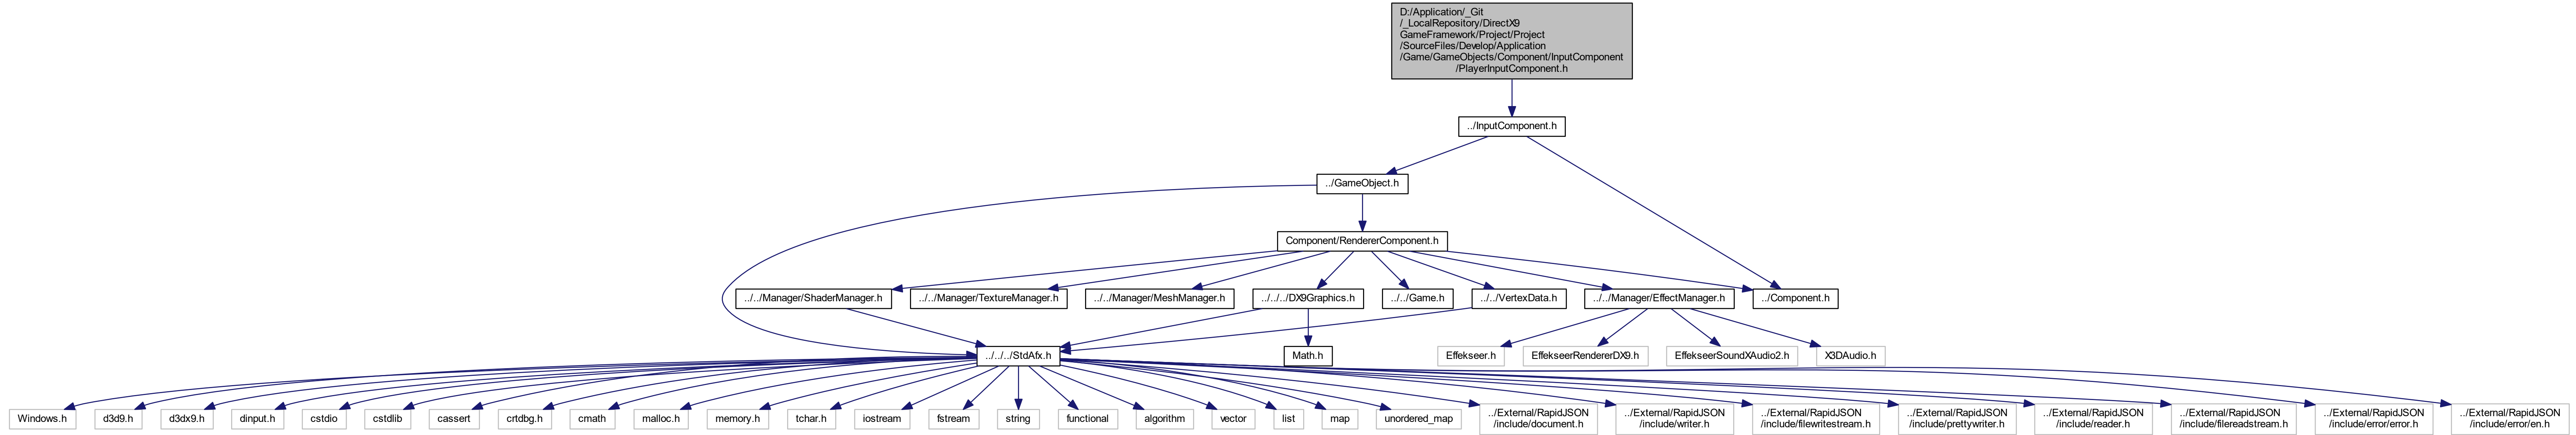 D:/Application/_Git
/_LocalRepository/DirectX9
GameFramework/Project/Project
/SourceFiles/Develop/Application
/Game/GameObjects/Component/InputComponent
/PlayerInputComponent.h
../InputComponent.h
../GameObject.h
Component/RendererComponent.h
../../Manager/ShaderManager.h
../../Manager/TextureManager.h
../../Manager/MeshManager.h
../../../DX9Graphics.h
../../Game.h
../../VertexData.h
../../Manager/EffectManager.h
../Component.h
../../../StdAfx.h
Math.h
Effekseer.h
EffekseerRendererDX9.h
EffekseerSoundXAudio2.h
X3DAudio.h
Windows.h
d3d9.h
d3dx9.h
dinput.h
cstdio
cstdlib
cassert
crtdbg.h
cmath
malloc.h
memory.h
tchar.h
iostream
fstream
string
functional
algorithm
vector
list
map
unordered_map
../External/RapidJSON
/include/document.h
../External/RapidJSON
/include/writer.h
../External/RapidJSON
/include/filewritestream.h
../External/RapidJSON
/include/prettywriter.h
../External/RapidJSON
/include/reader.h
../External/RapidJSON
/include/filereadstream.h
../External/RapidJSON
/include/error/error.h
../External/RapidJSON
/include/error/en.h